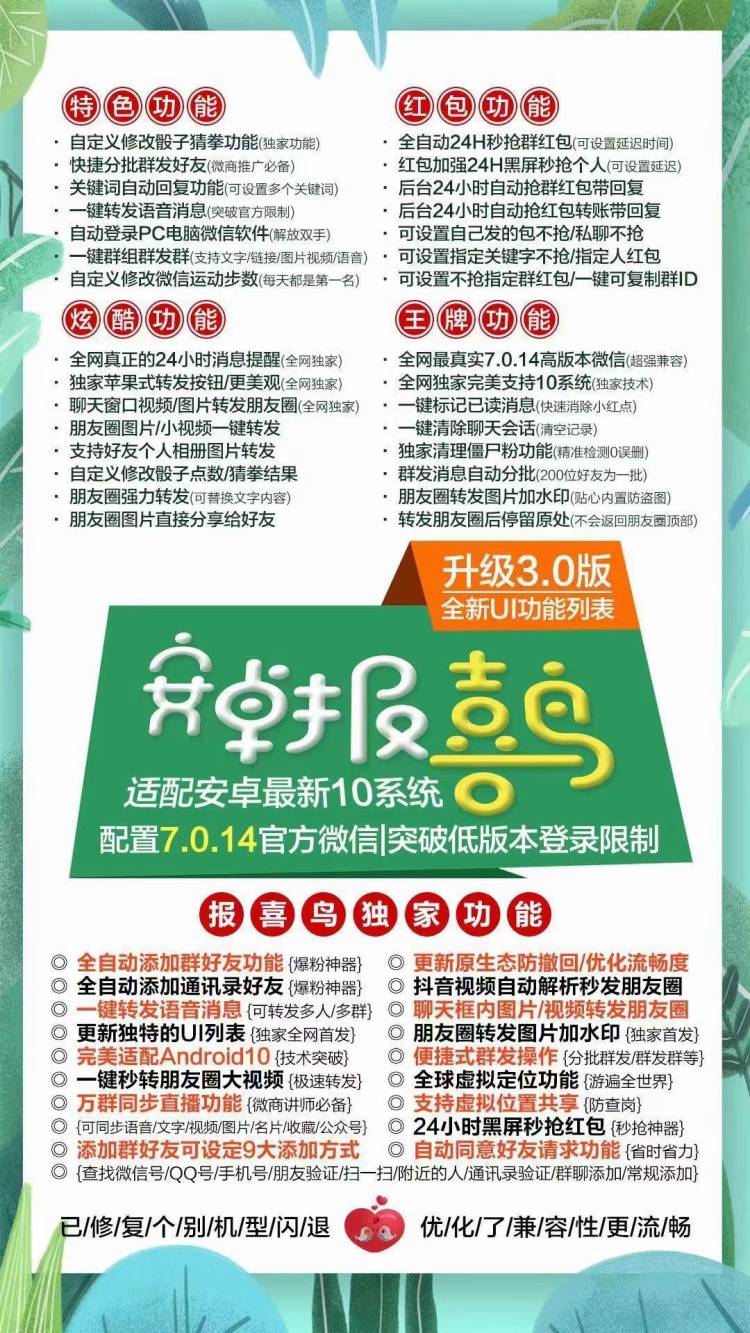 特色功能
· 自定义修改骰子猜拳功能(独家功能)
· 快捷分批群发好友(微商推广必备)
· 关键词自动回复功能(可设置多个关键词)
· 一键转发语音消息(突破官方限制)
· 自动登录PC电脑微信软件(解放双手)
· 一键群组群发群(支持文字/链接/图片视频/语音)
· 自定义修改微信运动步数(每天都是第一名)
红包功能
· 全自动24H秒抢群红包(可设置延迟时间)
· 红包加强24H黑屏秒抢个人(可设置延迟)
· 后台24小时自动抢群红包带回复
· 后台24小时自动抢红包转账带回复
· 可设置自己发的包不抢/私聊不抢
· 可设置指定关键字不抢/指定人红包
· 可设置不抢指定群红包/一键可复制群ID
炫酷功能
· 全网真正的24小时消息提醒(全网独家)
· 独家苹果式转发按钮/更美观(全网独家)
· 聊天窗口视频/图片转发朋友圈(全网独家)
· 朋友圈图片/小视频一键转发
· 支持好友个人相册图片转发
· 自定义修改骰子点数/猜拳结果
· 朋友圈强力转发(可替换文字内容)
· 朋友圈图片直接分享给好友
王牌功能
· 全网最真实7.0.14高版本微信(超强兼容)
· 全网独家完美支持10系统(独家技术)
· 一键标记已读消息(快速消除小红点)
· 一键清除聊天会话(清空记录)
· 独家清理僵尸粉功能(精准检测0误删)
· 群发消息自动分批(200位好友为一批)
· 朋友圈转发图片加水印(贴心内置防盗图)
· 转发朋友圈后停留原处(不会返回朋友圈顶部)
升级3.0版
全新UI功能列表
安卓报喜鸟
适配安卓最新10系统
配置7.0.14官方微信|突破低版本登录限制
报喜鸟独家功能
◎ 全自动添加群好友功能{爆粉神器}
◎ 全自动添加通讯录好友{爆粉神器}
◎ 一键转发语音消息{可转发多人/多群}
◎ 更新独特的UI列表{独家全网首发}
◎ 完美适配Android10{技术突破}
◎ 一键秒转朋友圈大视频{极速转发}
◎ 万群同步直播功能{微商讲师必备}
◎ {可同步语音/文字/视频/图片/名片/收藏/公众号}
◎ 添加群好友可设定9大添加方式
◎ 更新原生态防撤回/优化流畅度
◎ 抖音视频自动解析秒发朋友圈
◎ 聊天框内图片/视频转发朋友圈
◎ 朋友圈转发图片加水印{独家首发}
◎ 便捷式群发操作{分批群发/群发群等}
◎ 全球虚拟定位功能{游遍全世界}
◎ 支持虚拟位置共享{防查岗}
◎ 24小时黑屏秒抢红包{秒抢神器}
◎ 自动同意好友请求功能{省时省力}
◎ {查找微信号/QQ号/手机号/朋友验证/扫一扫/附近的人/通讯录验证/群聊添加/常规添加}
已/修/复/个/别/机/型/闪/退
优/化/了/兼/容/性/更/流/畅